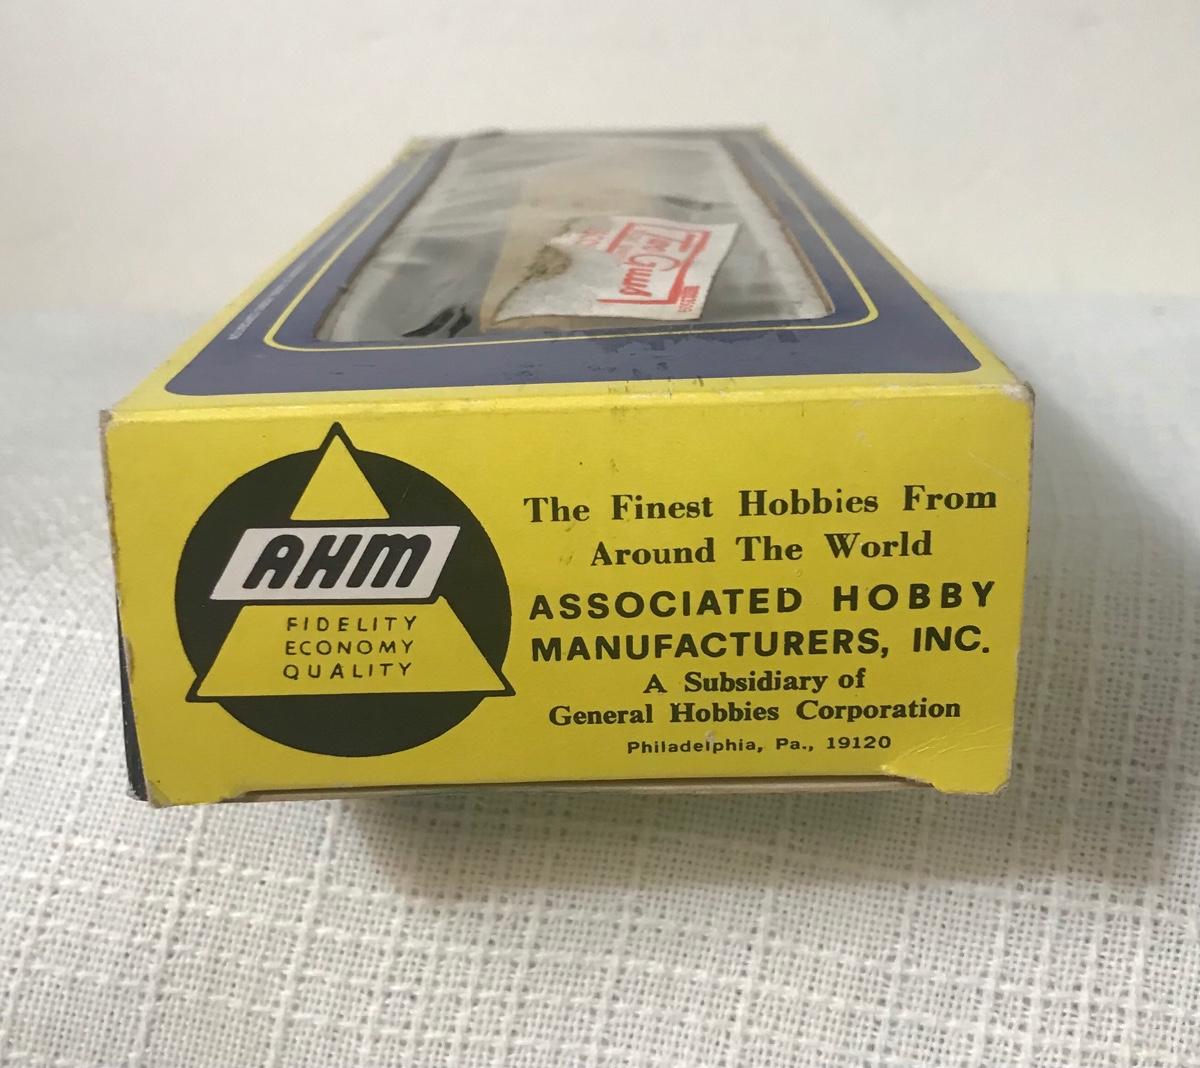 AHM
FIDELITY
ECONOMY
QUALITY
The Finest Hobbies From
Around The World
ASSOCIATED HOBBY
MANUFACTURERS, INC.
A Subsidiary of
General Hobbies Corporation
Philadelphia, Pa., 19120